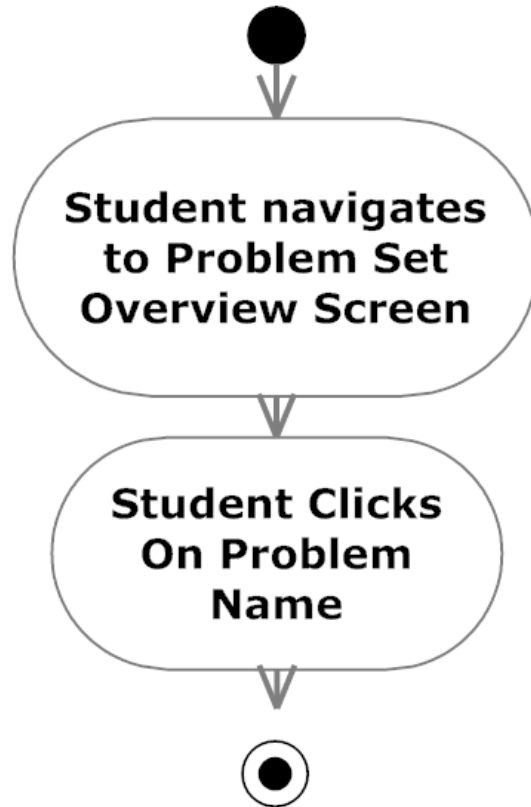 Student navigates
to Problem Set
Overview Screen
Student Clicks
On Problem
Name